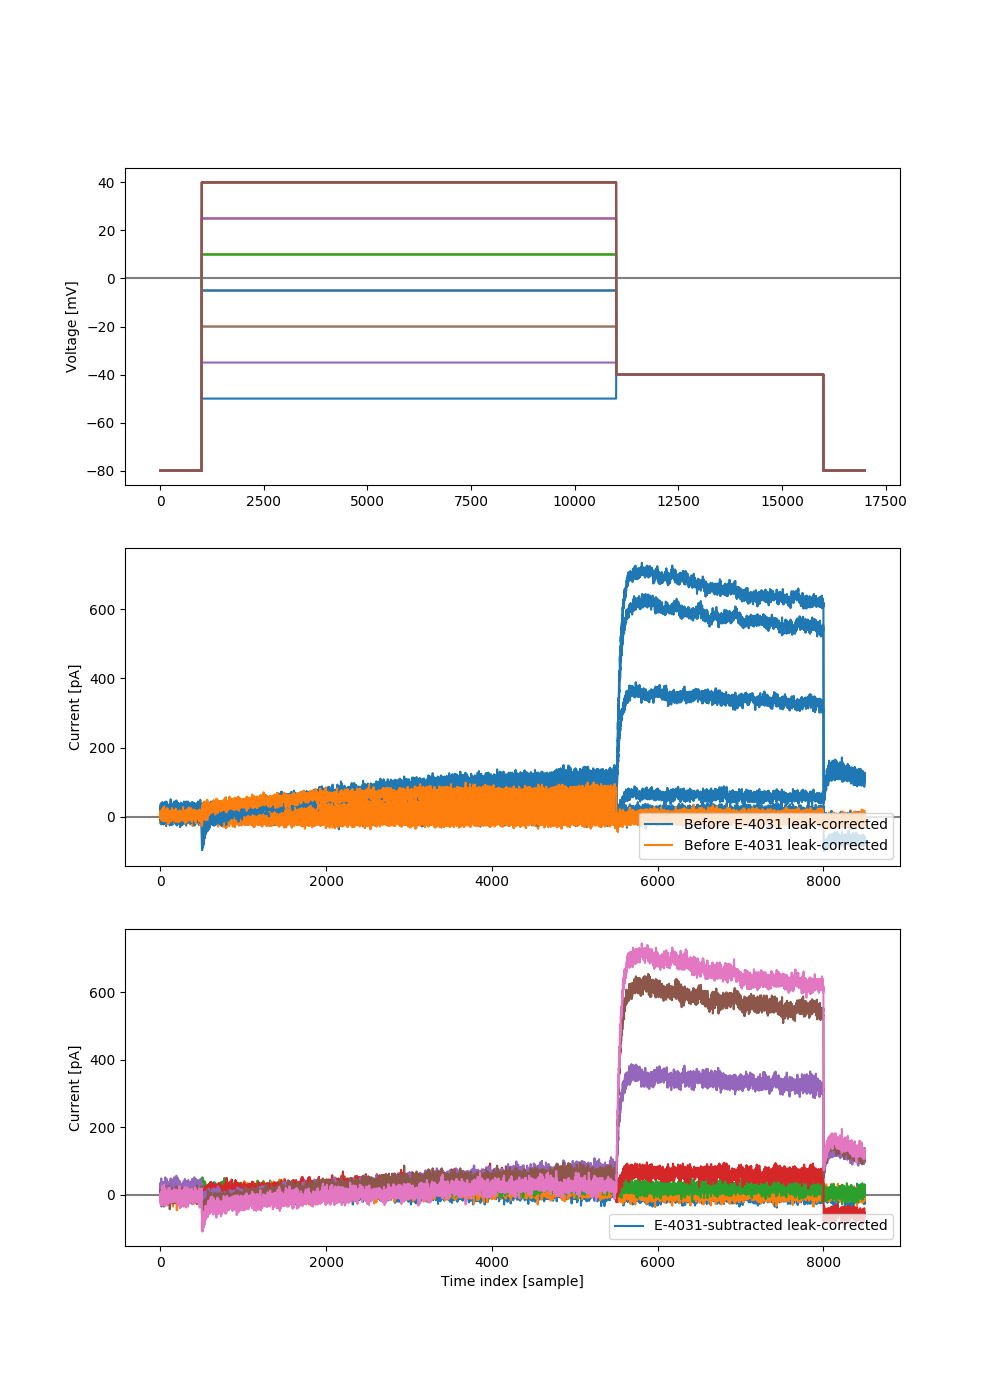 40
20
0
−20
−40
−60
−80
Voltage [mV]
0 2500 5000 7500 10000 12500 15000 17500
600
400
200
0
Current [pA]
Before E-4031 leak-corrected
Before E-4031 leak-corrected
0 2000 4000 6000 8000
600
400
200
0
Current [pA]
E-4031-subtracted leak-corrected
0 2000 4000 6000 8000
Time index [sample]